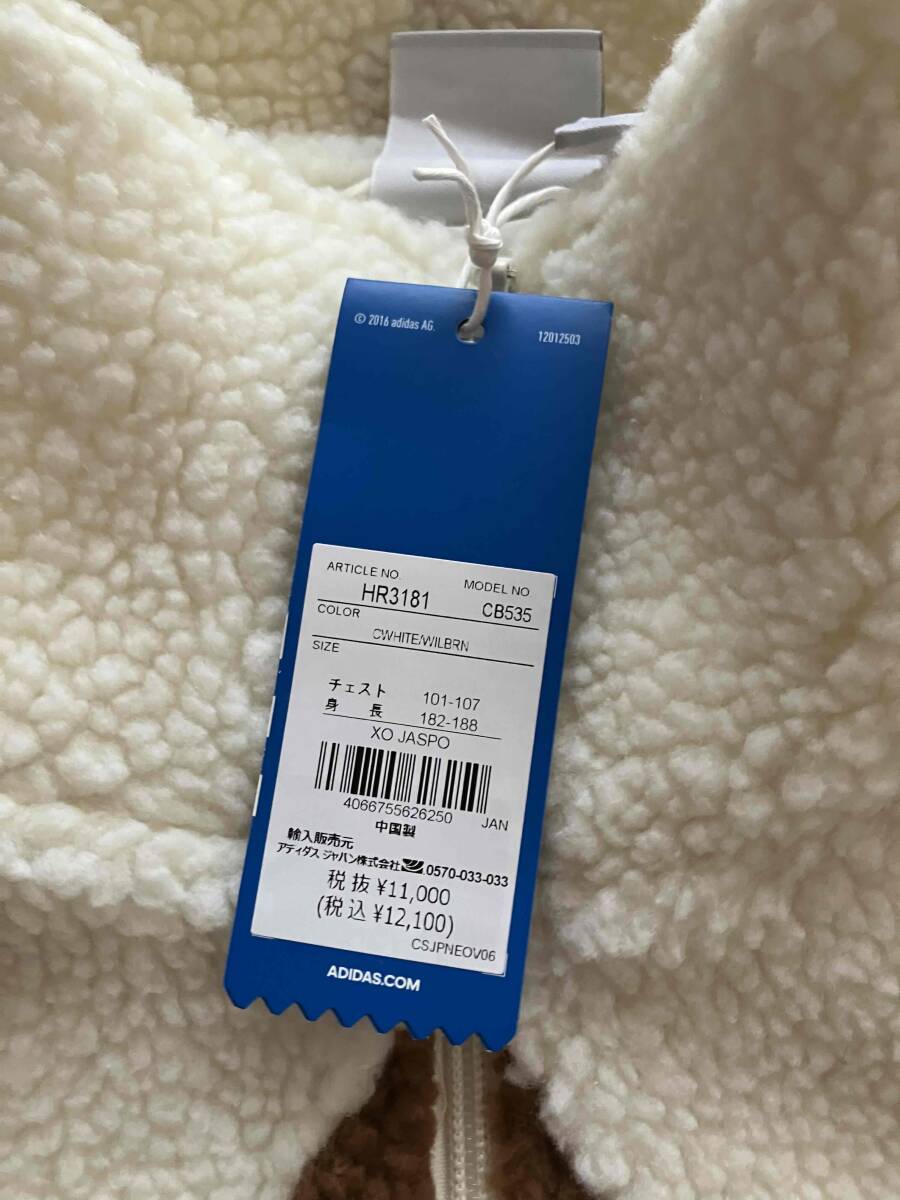 © 2016 adidas AG.
12012503
ARTICLE NO.
MODEL NO
HR3181
CB535
COLOR
CWHITE/WILBRN
SIZE
チェスト 101-107
身 長 182-188
XO JASPO
4066755626250 JAN
中国製
輸入販売元
アディダス ジャパン株式会社 0570-033-033
税抜 ¥11,000
(税込 ¥12,100)
CSJPNEOV06
ADIDAS.COM